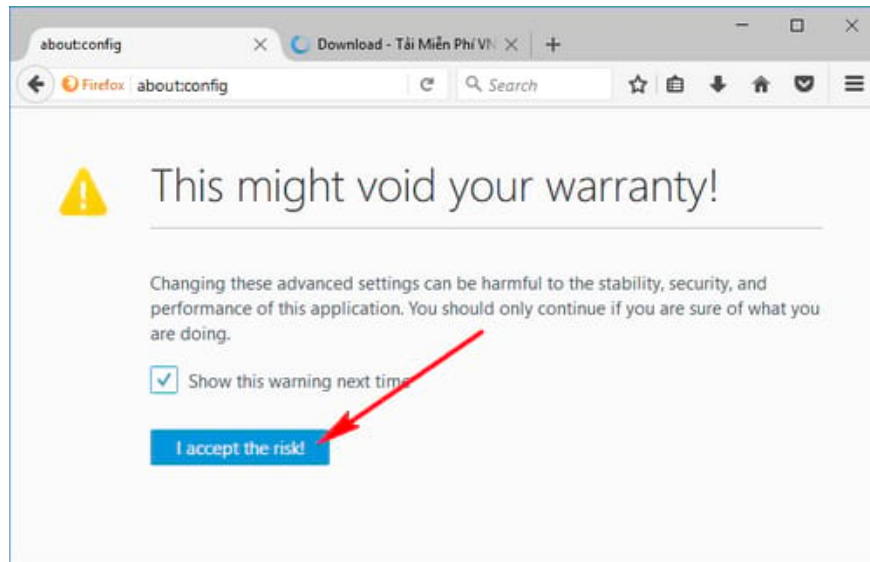 about:config
Download - Tải Miễn Phí VN
Firefox about:config Search
This might void your warranty!
Changing these advanced settings can be harmful to the stability, security, and
performance of this application. You should only continue if you are sure of what you
are doing.
Show this warning next time
I accept the risk!